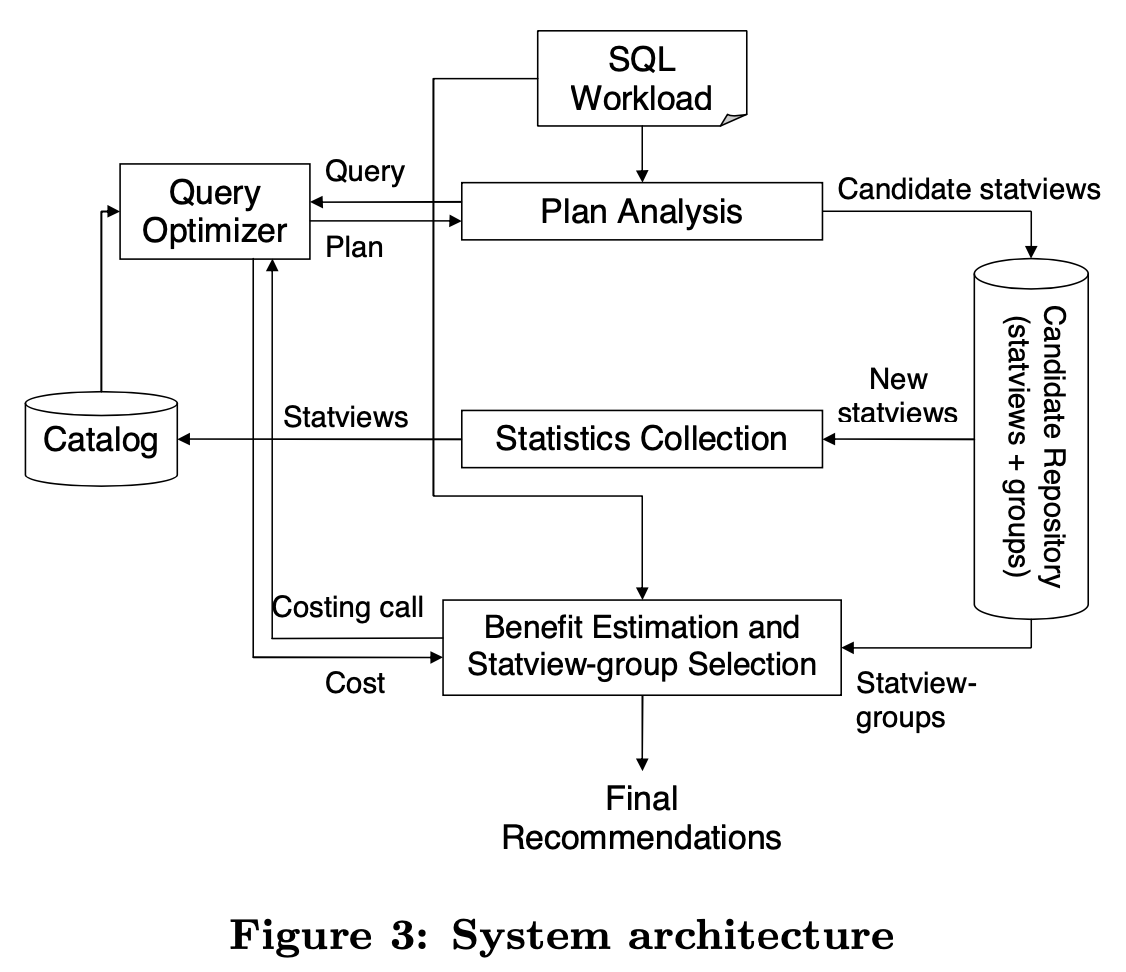 SQL
Workload
Query
Query
Optimizer
Plan Analysis
Candidate statviews
Plan
Candidate Repository
(statviews + groups)
New
statviews
Catalog
Statviews
Statistics Collection
Costing call
Benefit Estimation and
Statview-group Selection
Cost
Statview-
groups
Final
Recommendations
Figure 3: System architecture